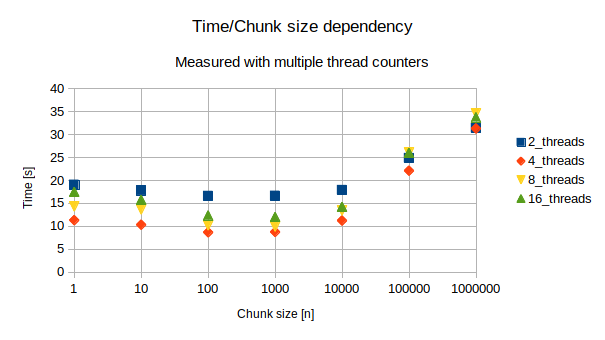 Time/Chunk size dependency
Measured with multiple thread counters
40
35
30
25
20
15
10
5
0
Time [s]
1 10 100 1000 10000 100000 1000000
Chunk size [n]
2_threads
4_threads
8_threads
16_threads